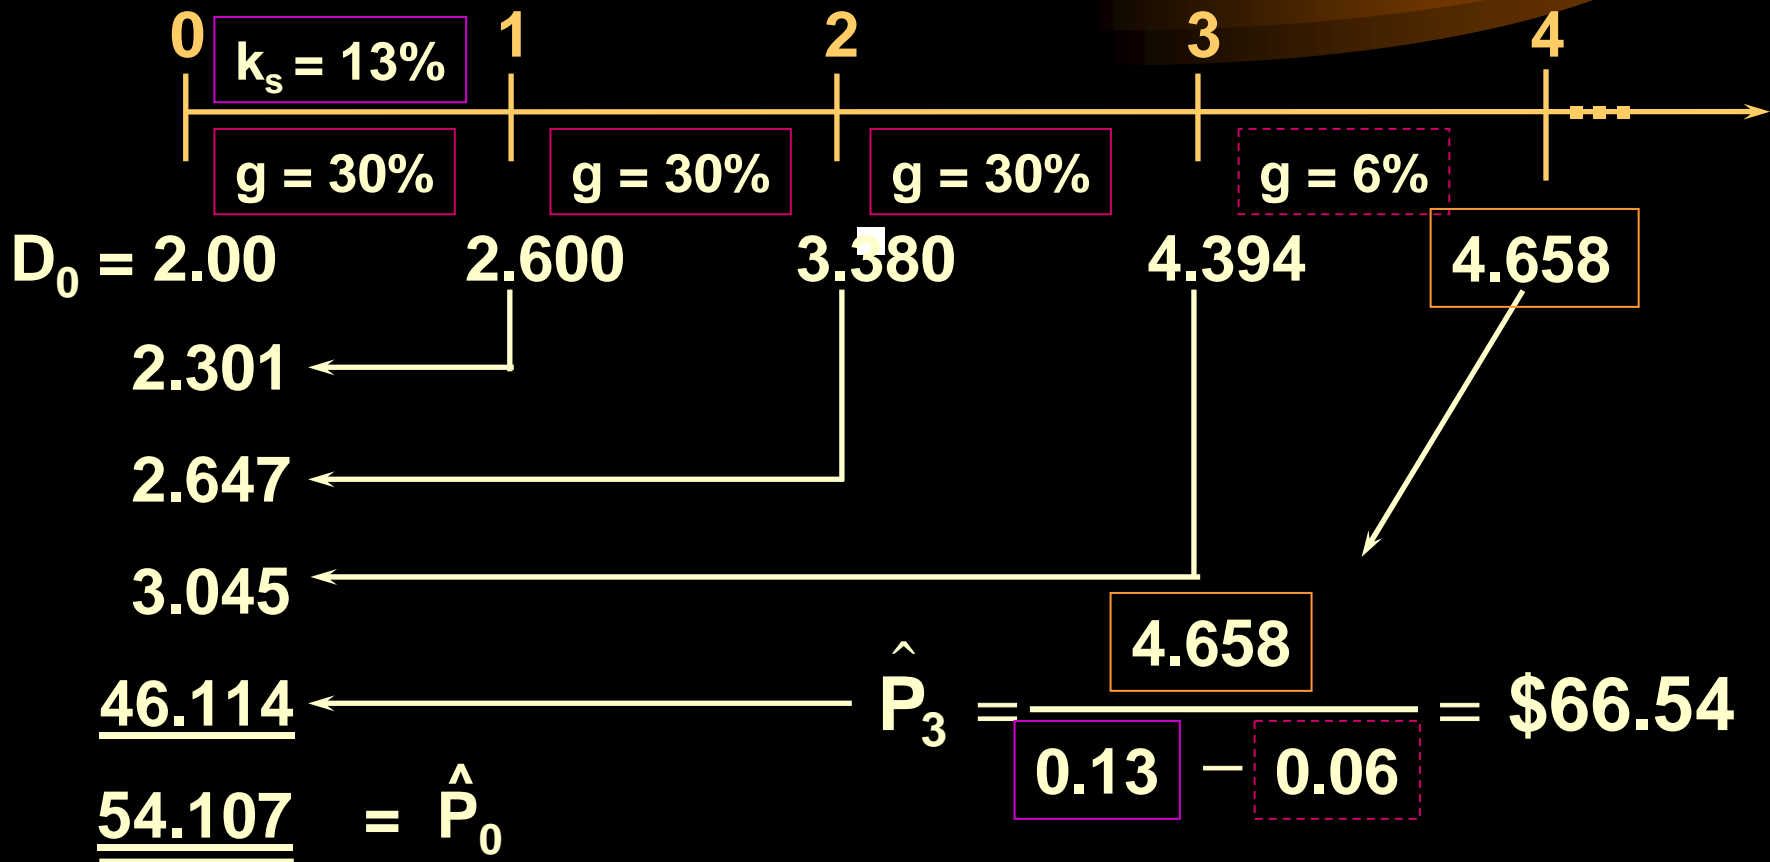 0 1 2 3 4
kₛ = 13%
g = 30% g = 30% g = 30% g = 6%
D₀ = 2.00 2.600 3.380 4.394 4.658
2.301
2.647
3.045
4.658
46.114 P̂₃ = = $66.54
0.13 − 0.06
54.107 = P̂₀